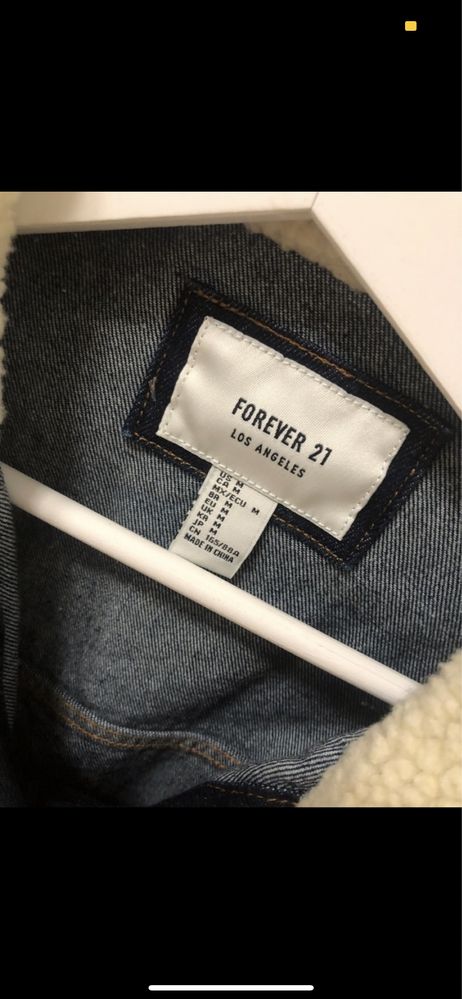 FOREVER 21
LOS ANGELES
US M
CA M
MX/ECU M
BR M
EU M
UK M
KR M
JP M
CN 165/88A
MADE IN CHINA